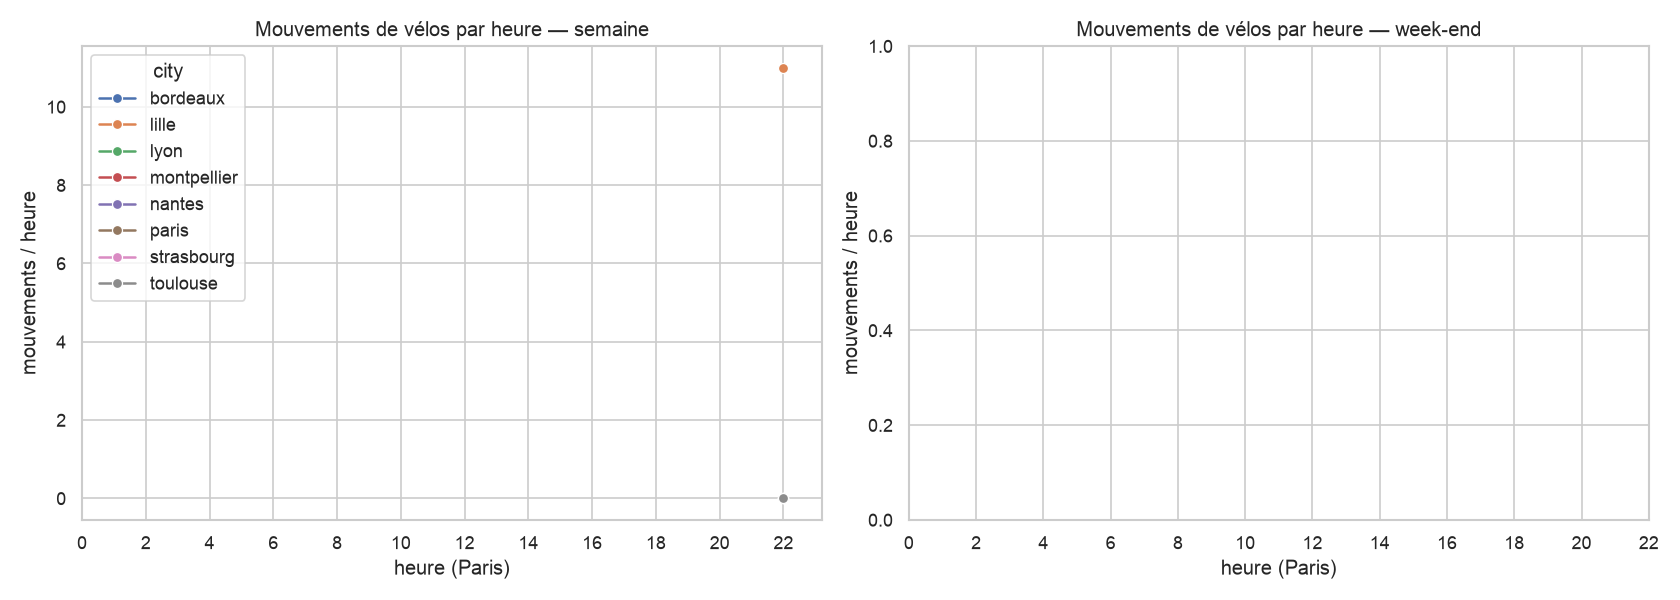 Mouvements de vélos par heure — semaine
mouvements / heure
10
8
6
4
2
0
city
bordeaux
lille
lyon
montpellier
nantes
paris
strasbourg
toulouse
0 2 4 6 8 10 12 14 16 18 20 22
heure (Paris)
Mouvements de vélos par heure — week-end
mouvements / heure
1.0
0.8
0.6
0.4
0.2
0.0
0 2 4 6 8 10 12 14 16 18 20 22
heure (Paris)